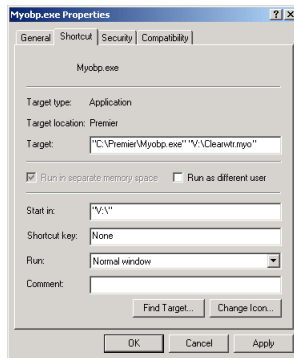 Myobp.exe Properties
? X
General Shortcut Security Compatibility
Myobp.exe
Target type: Application
Target location: Premier
Target: "C:\Premier\Myobp.exe" "V:\Clearwtr.myo"
Run in separate memory space Run as different user
Start in: "V:\"
Shortcut key: None
Run: Normal window
Comment:
Find Target... Change Icon...
OK Cancel Apply